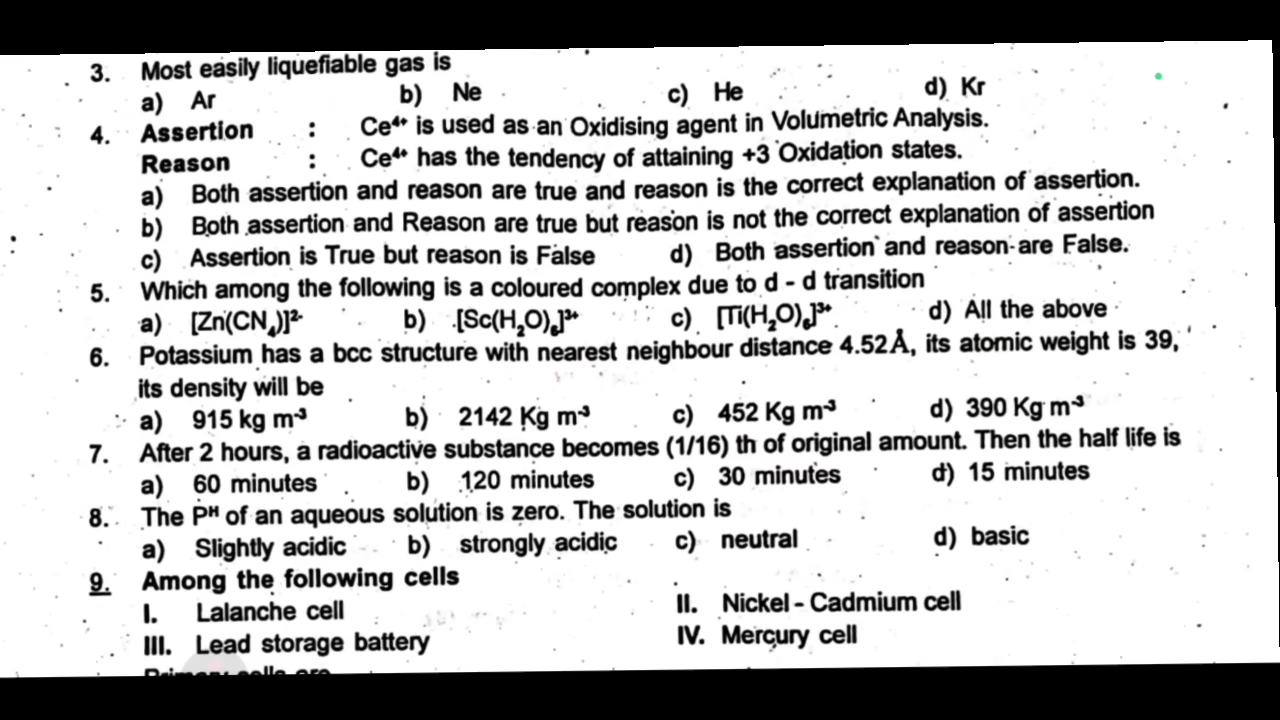 3. Most easily liquefiable gas is
a) Ar b) Ne c) He d) Kr
4. Assertion : Ce⁴⁺ is used as an Oxidising agent in Volumetric Analysis.
Reason : Ce⁴⁺ has the tendency of attaining +3 Oxidation states.
a) Both assertion and reason are true and reason is the correct explanation of assertion.
b) Both assertion and Reason are true but reason is not the correct explanation of assertion
c) Assertion is True but reason is False d) Both assertion and reason are False.
5. Which among the following is a coloured complex due to d - d transition
a) [Zn(CN₄)]²⁻ b) [Sc(H₂O)₆]³⁺ c) [Ti(H₂O)₆]³⁺ d) All the above
6. Potassium has a bcc structure with nearest neighbour distance 4.52Å, its atomic weight is 39,
its density will be
a) 915 kg m⁻³ b) 2142 Kg m⁻³ c) 452 Kg m⁻³ d) 390 Kg m⁻³
7. After 2 hours, a radioactive substance becomes (1/16) th of original amount. Then the half life is
a) 60 minutes b) 120 minutes c) 30 minutes d) 15 minutes
8. The Pᴴ of an aqueous solution is zero. The solution is
a) Slightly acidic b) strongly acidic c) neutral d) basic
9. Among the following cells
I. Lalanche cell II. Nickel - Cadmium cell
III. Lead storage battery IV. Mercury cell
Primary cells are